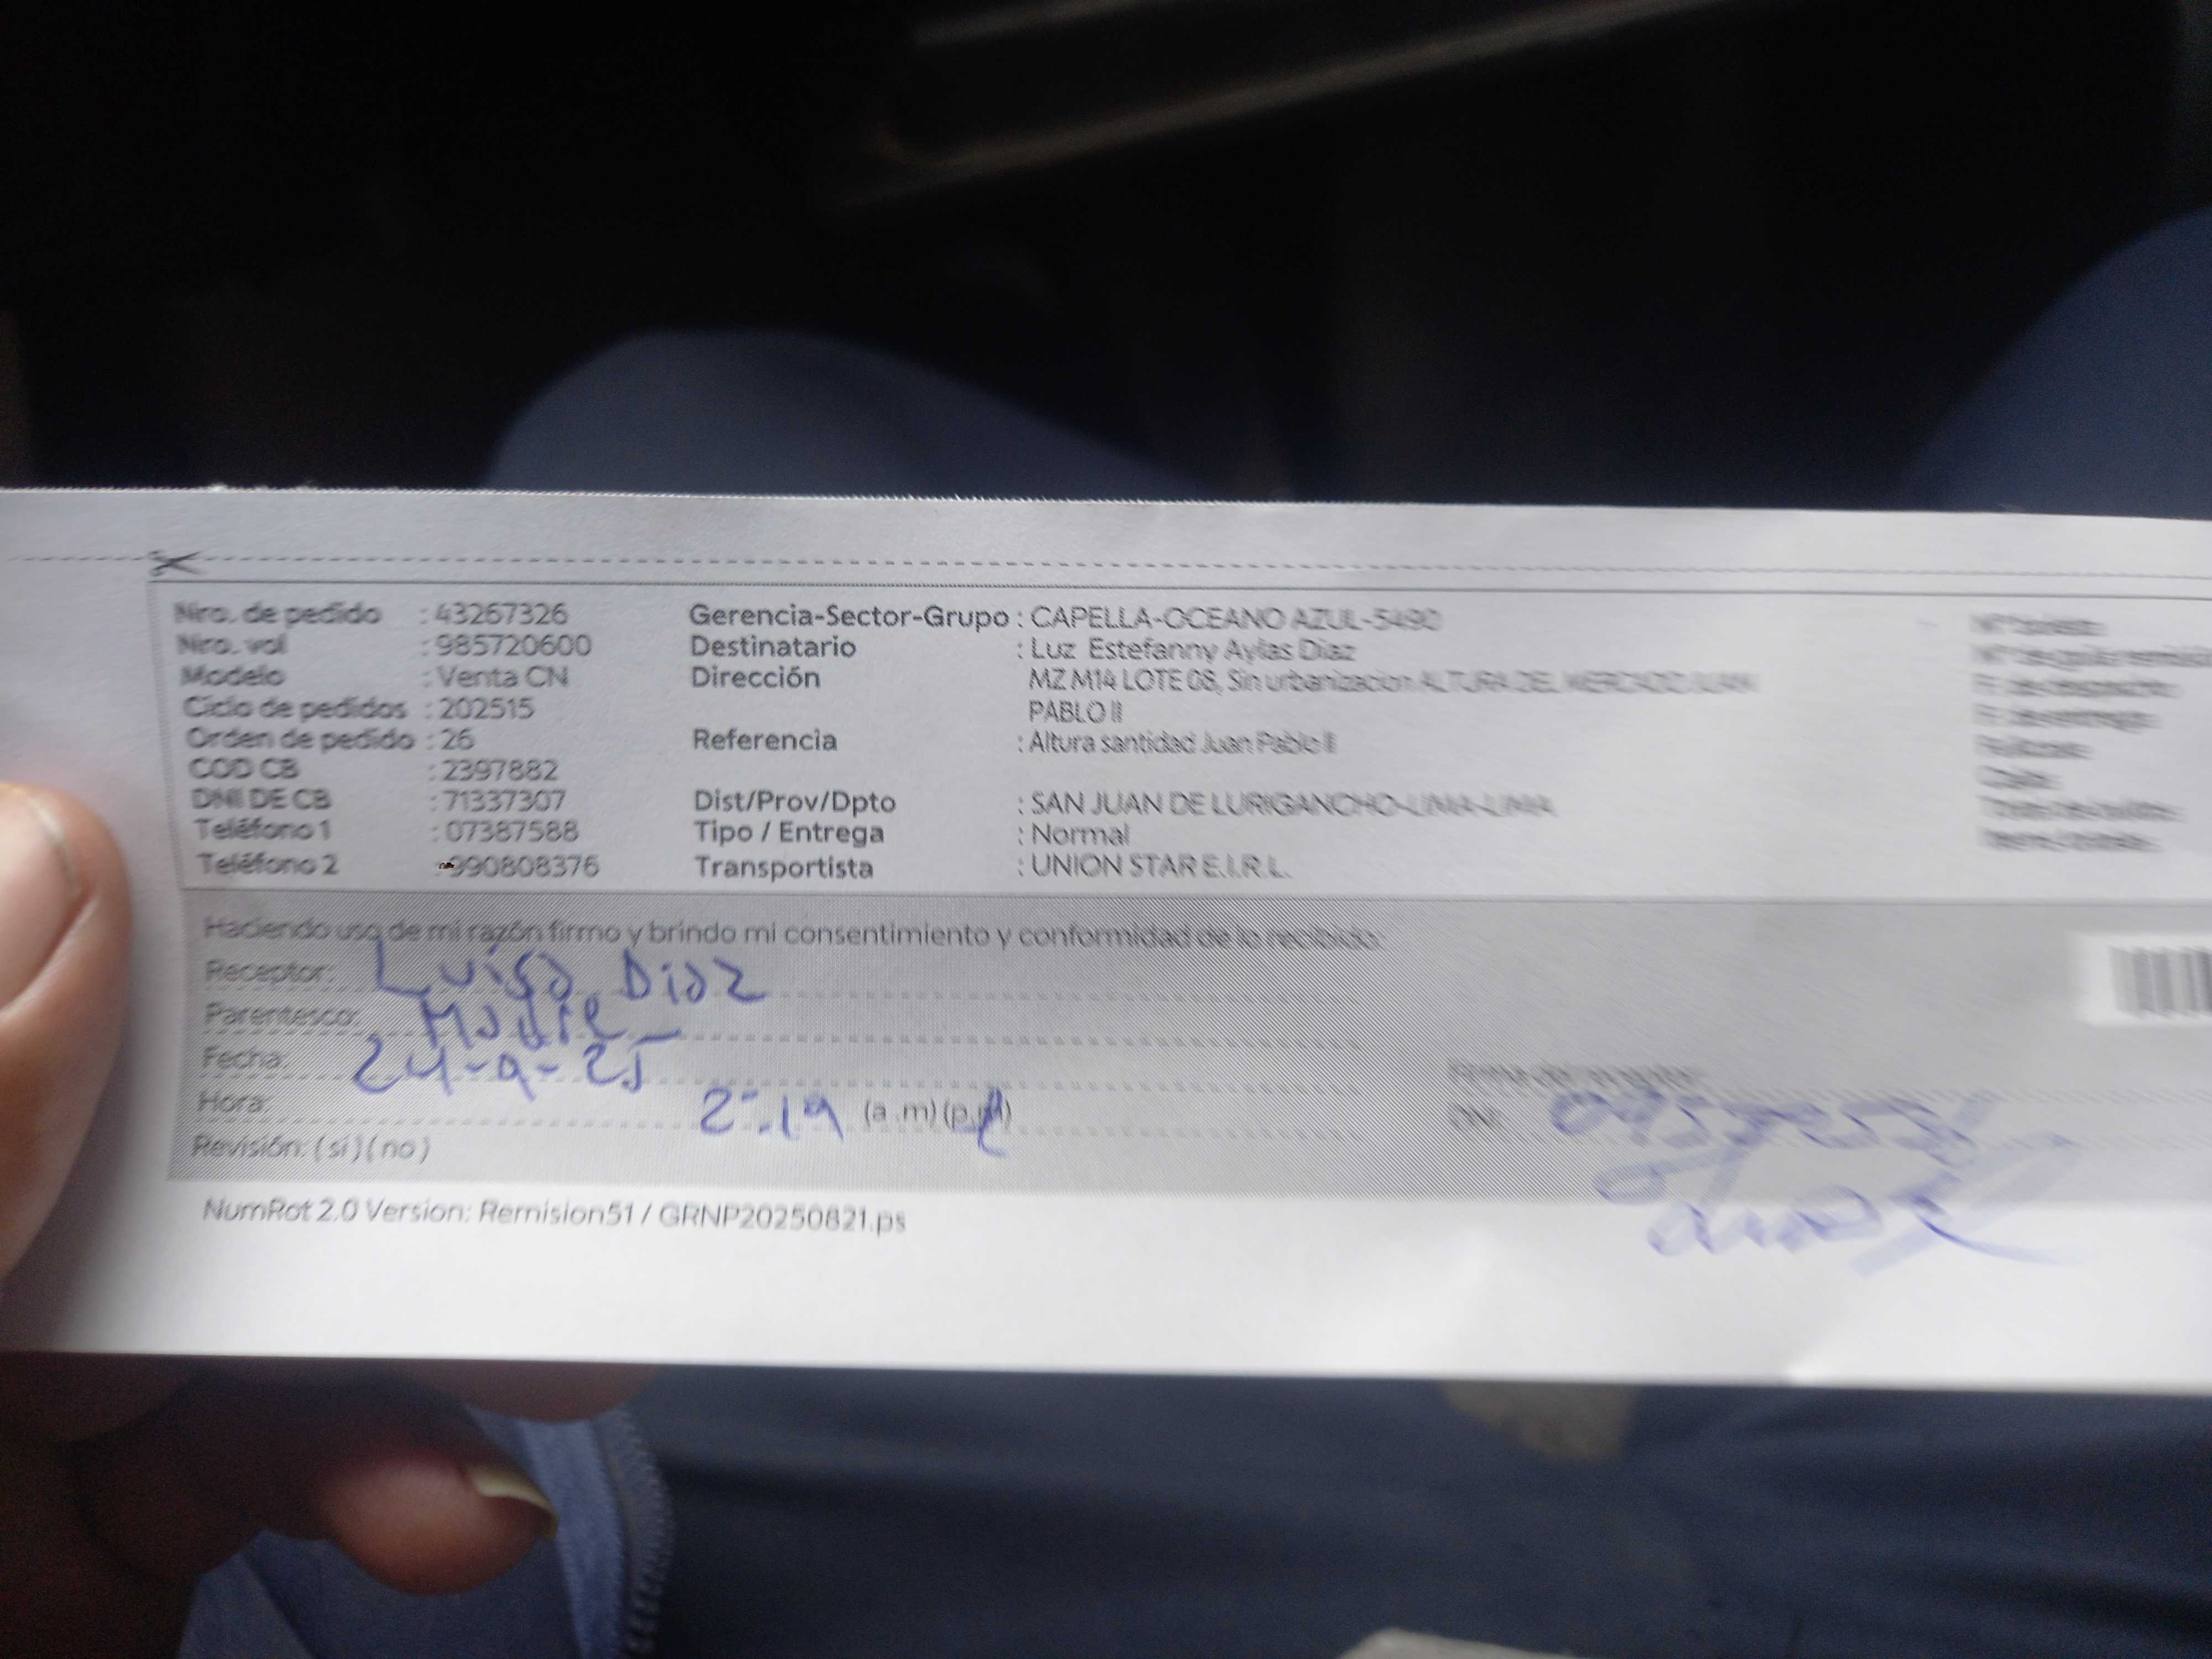 Nro. de pedido : 43267326 Gerencia-Sector-Grupo : CAPELLA-OCEANO AZUL-5490
Nro. vol : 985720600 Destinatario : Luz Estefanny Aylas Diaz
Modelo : Venta CN Dirección MZ M14 LOTE 08, Sin urbanizacion ALTURA DEL MERCADO JUAN
Ciclo de pedidos : 202515 PABLO II
Orden de pedido : 26 Referencia : Altura santidad Juan Pablo II
COD CB : 2397882
DNI DE CB : 71337307 Dist/Prov/Dpto : SAN JUAN DE LURIGANCHO-LIMA-LIMA
Teléfono 1 : 07387588 Tipo / Entrega : Normal
Teléfono 2 990808376 Transportista : UNION STAR E.I.R.L.
Haciendo uso de mi razón firmo y brindo mi consentimiento y conformidad de lo recibido:
Receptor: Luisa Diaz
Parentesco: Madre
Fecha: 24-9-25
Hora: 2:19 (a.m) (p.m)
Revisión: (si) (no)
NumRot 2.0 Version: Remision51 / GRNP20250821.ps